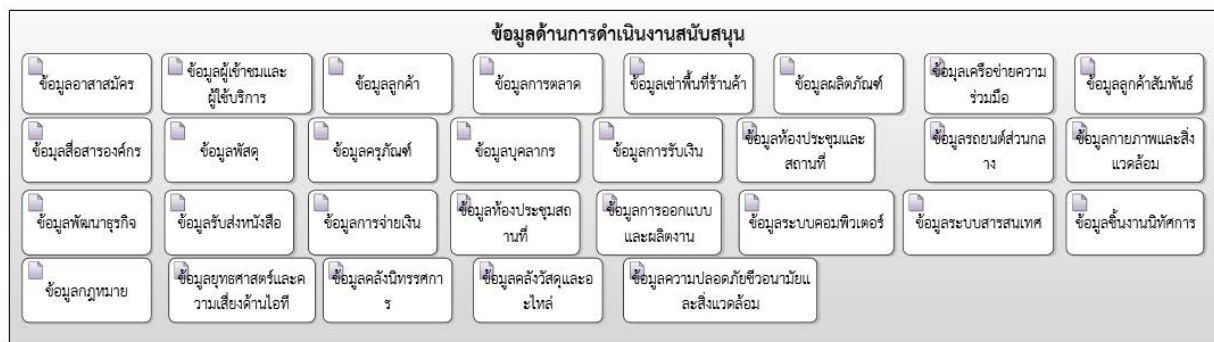 ข้อมูลด้านการดำเนินงานสนับสนุน
ข้อมูลอาสาสมัคร
ข้อมูลผู้เข้าชมและ
ผู้ใช้บริการ
ข้อมูลลูกค้า
ข้อมูลการตลาด
ข้อมูลเช่าพื้นที่ร้านค้า
ข้อมูลผลิตภัณฑ์
ข้อมูลเครือข่ายความ
ร่วมมือ
ข้อมูลลูกค้าสัมพันธ์
ข้อมูลสื่อสารองค์กร
ข้อมูลพัสดุ
ข้อมูลครุภัณฑ์
ข้อมูลบุคลากร
ข้อมูลการรับเงิน
ข้อมูลห้องประชุมและ
สถานที่
ข้อมูลรถยนต์ส่วนกล
าง
ข้อมูลกายภาพและสิ่ง
แวดล้อม
ข้อมูลพัฒนาธุรกิจ
ข้อมูลรับส่งหนังสือ
ข้อมูลการจ่ายเงิน
ข้อมูลห้องประชุมสถ
านที่
ข้อมูลการออกแบบ
และผลิตงาน
ข้อมูลระบบคอมพิวเตอร์
ข้อมูลระบบสารสนเทศ
ข้อมูลชิ้นงานนิทัศการ
ข้อมูลกฎหมาย
ข้อมูลยุทธศาสตร์และค
วามเสี่ยงด้านไอที
ข้อมูลคลังนิทรรศกา
ร
ข้อมูลคลังวัสดุและอ
ะไหล่
ข้อมูลความปลอดภัยชีวอนามัยแ
ละสิ่งแวดล้อม